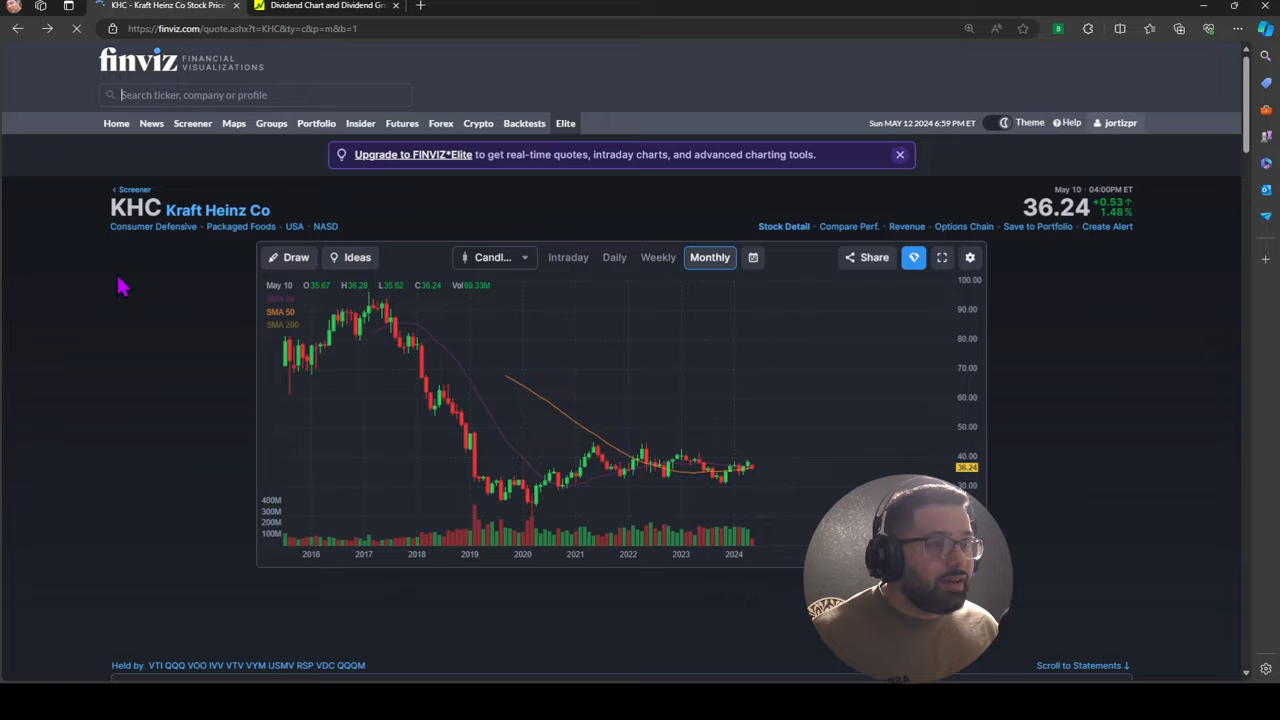 KHC - Kraft Heinz Co Stock Price
Dividend Chart and Dividend Gr
https://finviz.com/quote.ashx?t=KHC&ty=c&p=m&b=1
finviz FINANCIAL VISUALIZATIONS
Search ticker, company or profile
Home News Screener Maps Groups Portfolio Insider Futures Forex Crypto Backtests Elite
Sun MAY 12 2024 6:59 PM ET Theme Help jortizpr
Upgrade to FINVIZ*Elite to get real-time quotes, intraday charts, and advanced charting tools.
Screener
May 10 · 04:00PM ET
KHC Kraft Heinz Co
36.24 +0.53 1.48%
Consumer Defensive · Packaged Foods · USA · NASD
Stock Detail · Compare Perf. · Revenue · Options Chain · Save to Portfolio · Create Alert
Draw Ideas Candl... Intraday Daily Weekly Monthly Share
May 10 O35.67 H36.28 L35.62 C36.24 Vol69.33M
SMA 20
SMA 50
SMA 200
100.00
90.00
80.00
70.00
60.00
50.00
40.00
36.24
30.00
400M
300M
200M
100M
2016 2017 2018 2019 2020 2021 2022 2023 2024
Held by VTI QQQ VOO IVV VTV VYM USMV RSP VDC QQQM
Scroll to Statements ↓